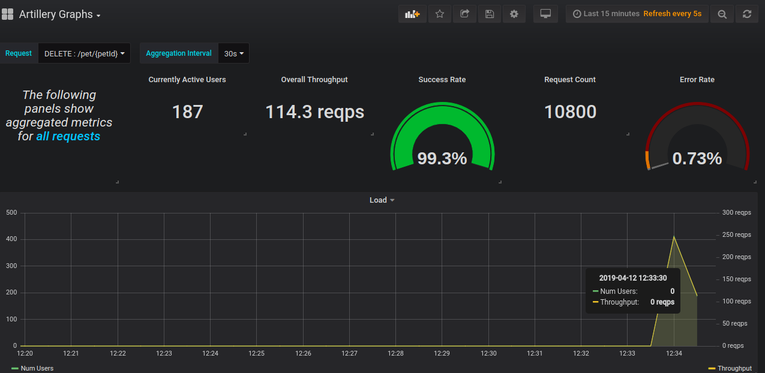 Artillery Graphs
Last 15 minutes Refresh every 5s
Request DELETE : /pet/{petId} Aggregation Interval 30s
The following
panels show
aggregated metrics
for all requests
Currently Active Users
187
Overall Throughput
114.3 reqps
Success Rate
99.3%
Request Count
10800
Error Rate
0.73%
Load
500
400
300
200
100
0
300 reqps
250 reqps
200 reqps
150 reqps
100 reqps
50 reqps
0 reqps
2019-04-12 12:33:30
Num Users: 0
Throughput: 0 reqps
12:20 12:21 12:22 12:23 12:24 12:25 12:26 12:27 12:28 12:29 12:30 12:31 12:32 12:33 12:34
Num Users Throughput